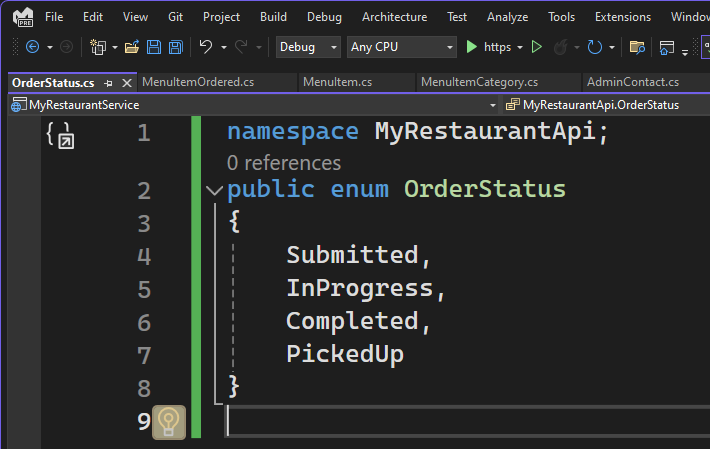 PRE File Edit View Git Project Build Debug Architecture Test Analyze Tools Extensions Window
Debug Any CPU https
OrderStatus.cs MenuItemOrdered.cs MenuItem.cs MenuItemCategory.cs AdminContact.cs
MyRestaurantService MyRestaurantApi.OrderStatus
1 namespace MyRestaurantApi;
0 references
2 public enum OrderStatus
3 {
4 Submitted,
5 InProgress,
6 Completed,
7 PickedUp
8 }
9